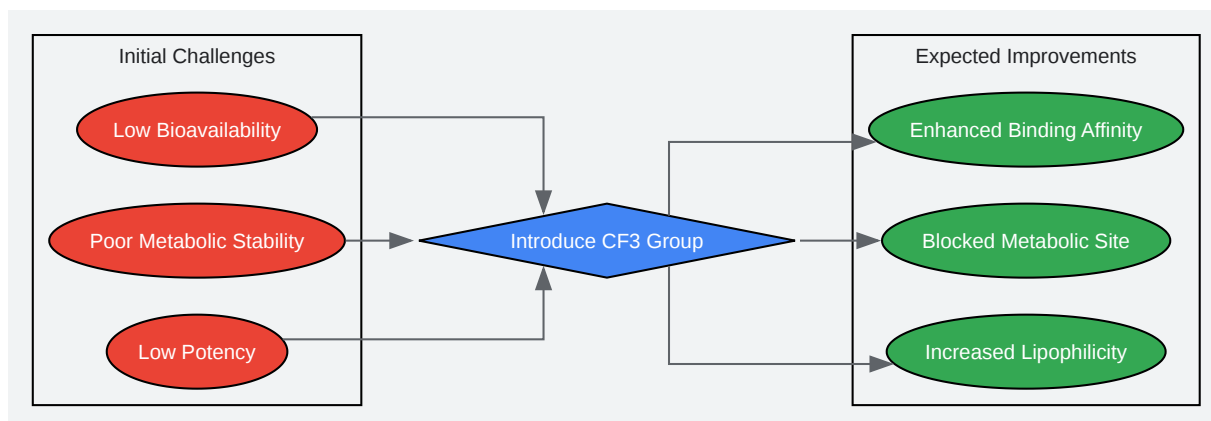 Initial Challenges
Low Bioavailability
Poor Metabolic Stability
Low Potency
Introduce CF3 Group
Expected Improvements
Enhanced Binding Affinity
Blocked Metabolic Site
Increased Lipophilicity